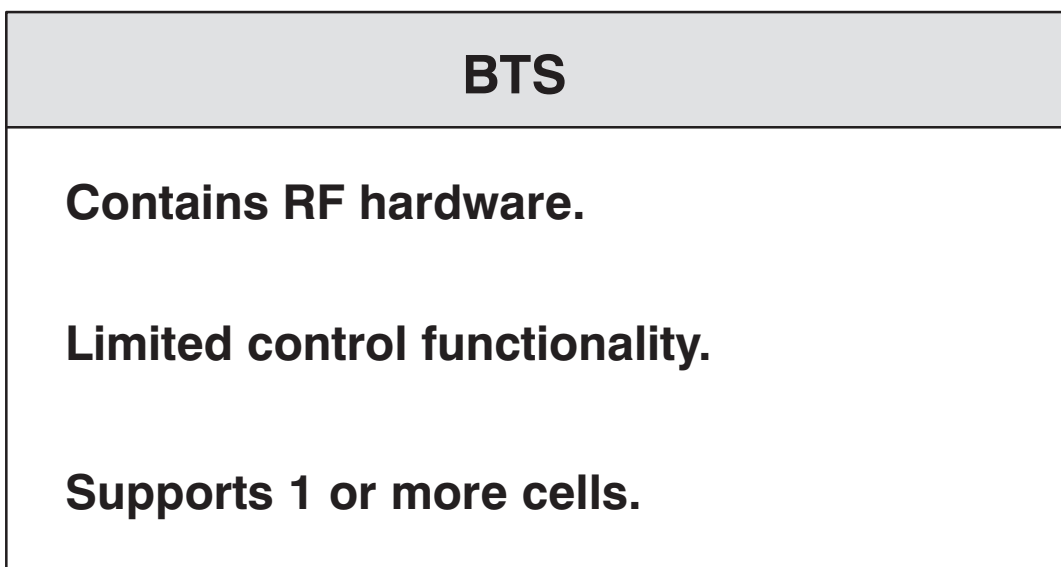 BTS
Contains RF hardware.
Limited control functionality.
Supports 1 or more cells.